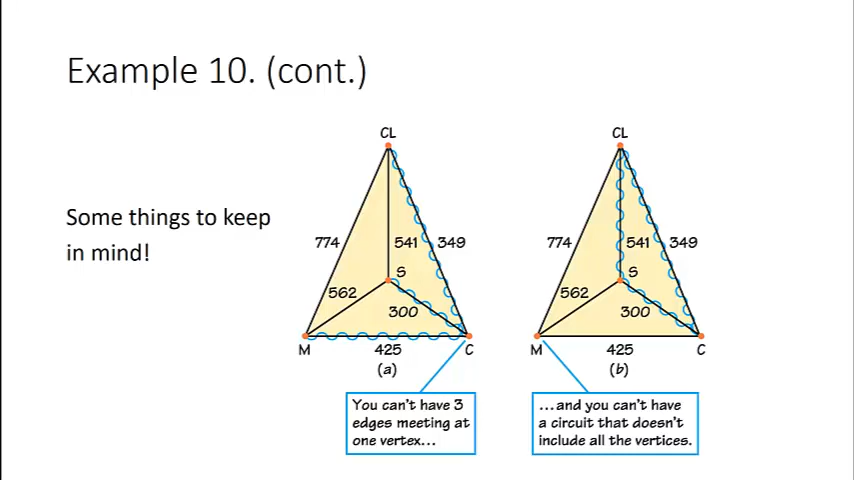 Example 10. (cont.)
Some things to keep
in mind!
CL
774
541
349
S
562
300
M
425
C
(a)
You can't have 3
edges meeting at
one vertex...
CL
774
541
349
S
562
300
M
425
C
(b)
...and you can't have
a circuit that doesn't
include all the vertices.